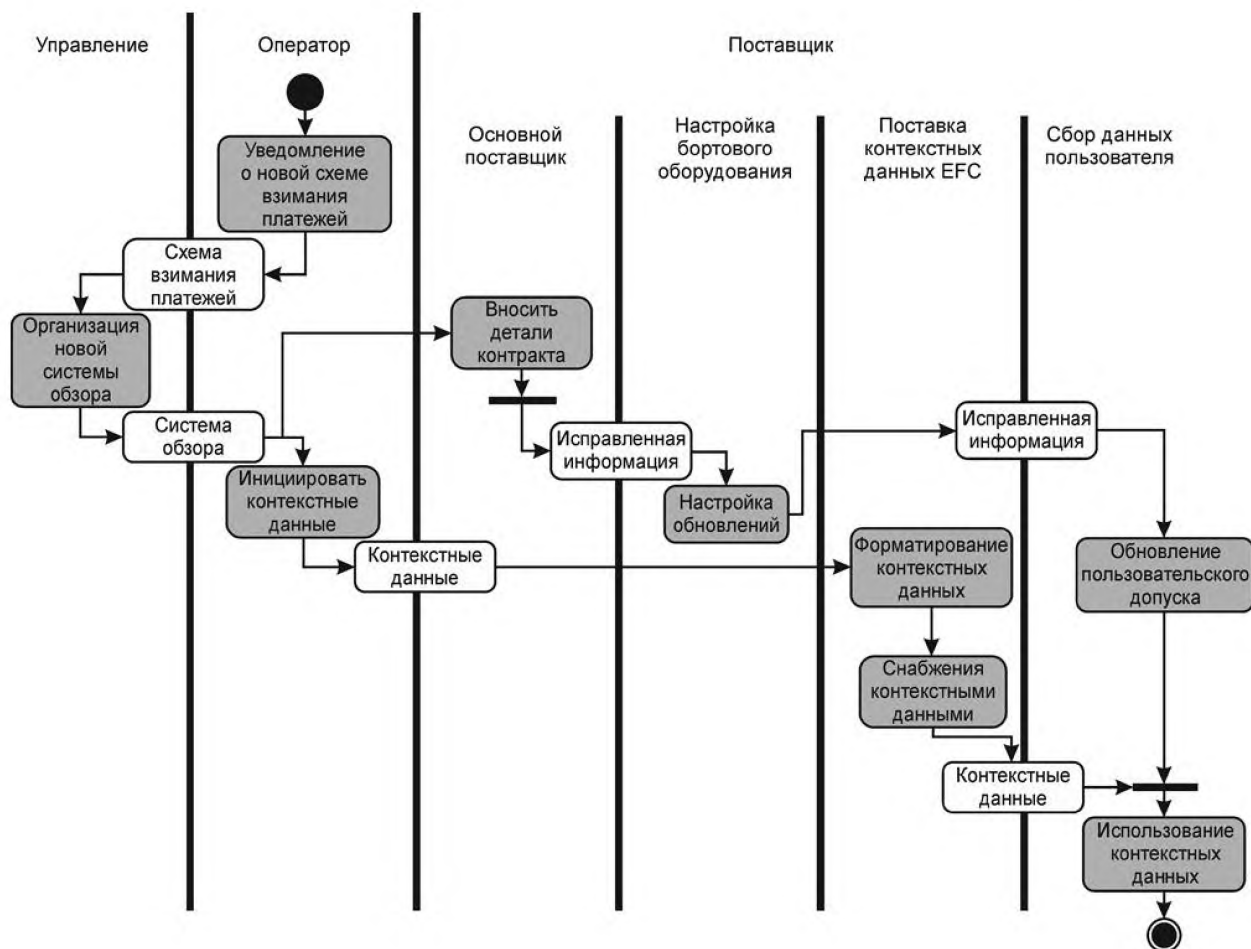 Управление
Оператор
Поставщик
Основной
поставщик
Настройка
бортового
оборудования
Поставка
контекстных
данных EFC
Сбор данных
пользователя
Уведомление
о новой схеме
взимания
платежей
Схема
взимания
платежей
Организация
новой
системы
обзора
Вносить
детали
контракта
Система
обзора
Исправленная
информация
Исправленная
информация
Инициировать
контекстные
данные
Настройка
обновлений
Контекстные
данные
Форматирование
контекстных
данных
Обновление
пользовательского
допуска
Снабжения
контекстными
данными
Контекстные
данные
Использование
контекстных
данных